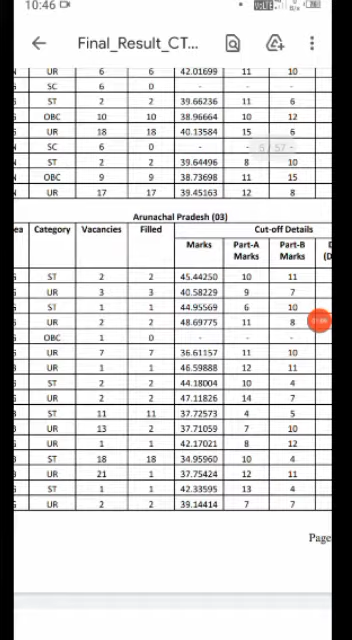 10:46
Final_Result_CT...
UR 6 6 42.01699 11 10
SC 6 0 - - -
ST 2 2 39.66236 11 6
OBC 10 10 38.96664 10 12
UR 18 18 40.13584 15 6
SC 6 0 - - 5 / 57 -
ST 2 2 39.64496 8 10
OBC 9 9 38.73698 11 15
UR 17 17 39.45163 12 8
Arunachal Pradesh (03)
ea Category Vacancies Filled Cut-off Details
Marks Part-A Marks Part-B Marks
ST 2 2 45.44250 10 11
UR 3 3 40.58229 9 7
ST 1 1 44.95569 6 10
UR 2 2 48.69775 11 8
OBC 1 0 - - -
UR 7 7 36.61157 11 10
UR 1 1 46.59888 12 11
ST 2 2 44.18004 10 4
UR 2 2 47.11826 14 7
ST 11 11 37.72573 4 5
UR 13 2 37.71059 7 10
UR 1 1 42.17021 8 12
ST 18 18 34.95960 10 4
UR 21 1 37.75424 12 11
ST 1 1 42.33595 13 4
UR 2 2 39.14414 7 7
Page